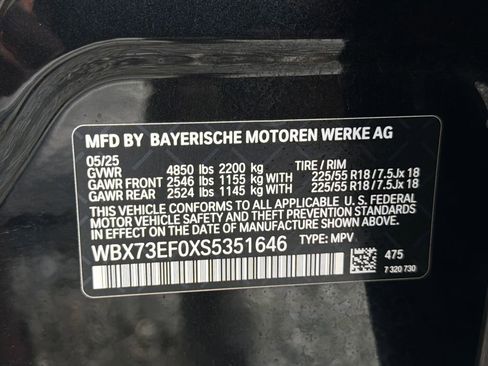 MFD BY BAYERISCHE MOTOREN WERKE AG
05/25
GVWR 4850 lbs 2200 kg TIRE / RIM
GAWR FRONT 2546 lbs 1155 kg WITH 225/55 R18 / 7.5Jx 18
GAWR REAR 2524 lbs 1145 kg WITH 225/55 R18 / 7.5Jx 18
THIS VEHICLE CONFORMS TO ALL APPLICABLE U. S. FEDERAL
MOTOR VEHICLE SAFETY, BUMPER, AND THEFT PREVENTION
STANDARDS IN EFFECT ON THE DATE OF MANUFACTURE SHOWN ABOVE.
WBX73EF0XS5351646 TYPE: MPV
475
7 320 730